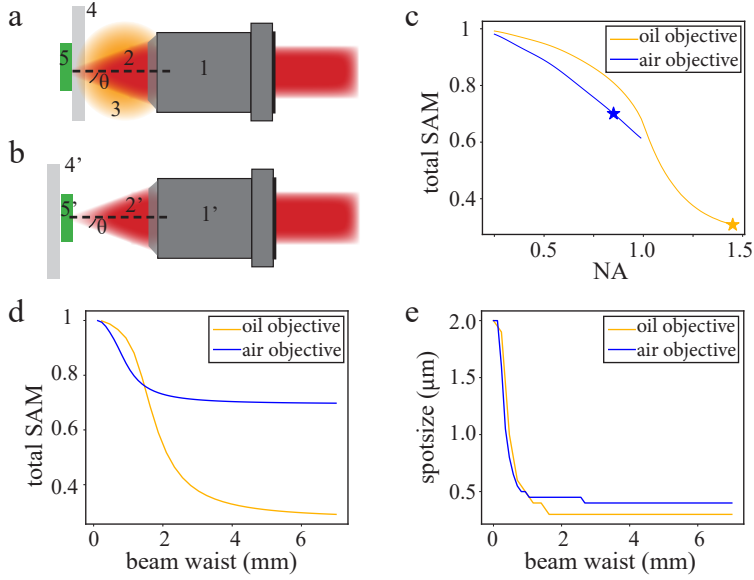 a
4
5
2
1
θ
3
b
4’
5’
2’
1’
θ
c
total SAM
1
0.8
0.6
0.4
0.5
1.0
1.5
NA
oil objective
air objective
d
total SAM
1
0.8
0.6
0.4
0
2
4
6
beam waist (mm)
oil objective
air objective
e
spotsize (μm)
2.0
1.5
1.0
0.5
0
2
4
6
beam waist (mm)
oil objective
air objective